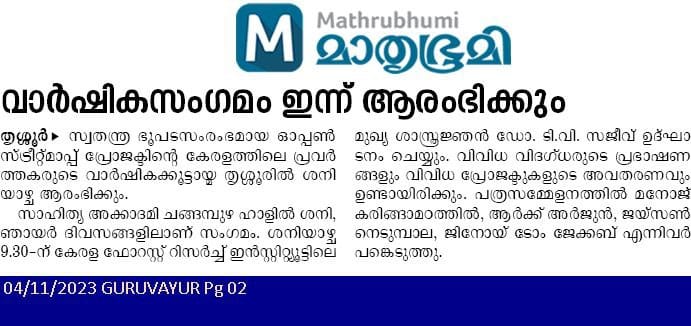 Mathrubhumi
മാതൃഭൂമി
വാർഷികസംഗമം ഇന്ന് ആരംഭിക്കും
തൃശ്ശൂർ ▸ സ്വതന്ത്ര ഭൂപടസംരംഭമായ ഓപ്പൺ
സ്ട്രീറ്റ്മാപ്പ് പ്രോജക്ടിന്റെ കേരളത്തിലെ പ്രവർ
ത്തകരുടെ വാർഷികക്കൂട്ടായ്മ തൃശ്ശൂരിൽ ശനി
യാഴ്ച ആരംഭിക്കും.
സാഹിത്യ അക്കാദമി ചങ്ങമ്പുഴ ഹാളിൽ ശനി,
ഞായർ ദിവസങ്ങളിലാണ് സംഗമം. ശനിയാഴ്ച
9.30-ന് കേരള ഫോറസ്റ്റ് റിസർച്ച് ഇൻസ്റ്റിറ്റ്യൂട്ടിലെ
മുഖ്യ ശാസ്ത്രജ്ഞൻ ഡോ. ടി.വി. സജീവ് ഉദ്ഘാ
ടനം ചെയ്യും. വിവിധ വിദഗ്ധരുടെ പ്രഭാഷണ
ങ്ങളും വിവിധ പ്രോജക്ടുകളുടെ അവതരണവും
ഉണ്ടായിരിക്കും. പത്രസമ്മേളനത്തിൽ മനോജ്
കരിങ്ങാമഠത്തിൽ, ആർക്ക് അർജുൻ, ജയ്സൺ
നെടുമ്പാല, ജിനോയ് ടോം ജേക്കബ് എന്നിവർ
പങ്കെടുത്തു.
04/11/2023 GURUVAYUR Pg 02